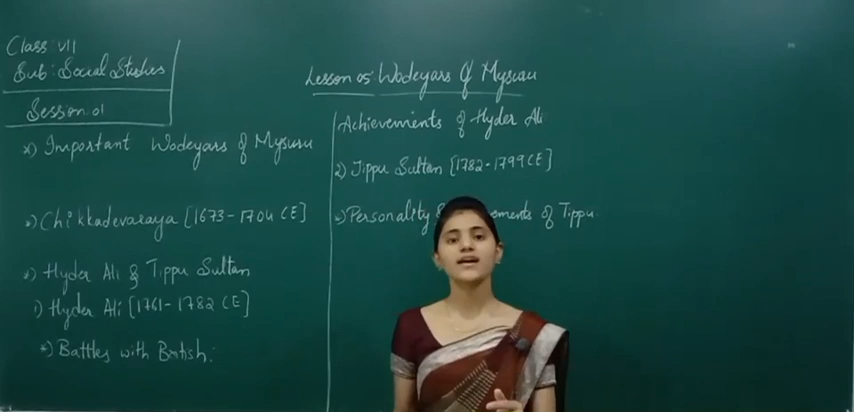 Class: VII
Sub: Social Studies
Session 01
Lesson 05 Wodeyars Of Mysuru
*) Important Wodeyars Of Mysuru
*) Chikkadevaraya [1673-1704 CE]
*) Hyder Ali & Tippu Sultan
1) Hyder Ali [1761-1782 CE]
*) Battles with British:
Achievements of Hyder Ali
2) Tippu Sultan [1782-1799 CE]
*) Personality & of Tippu.